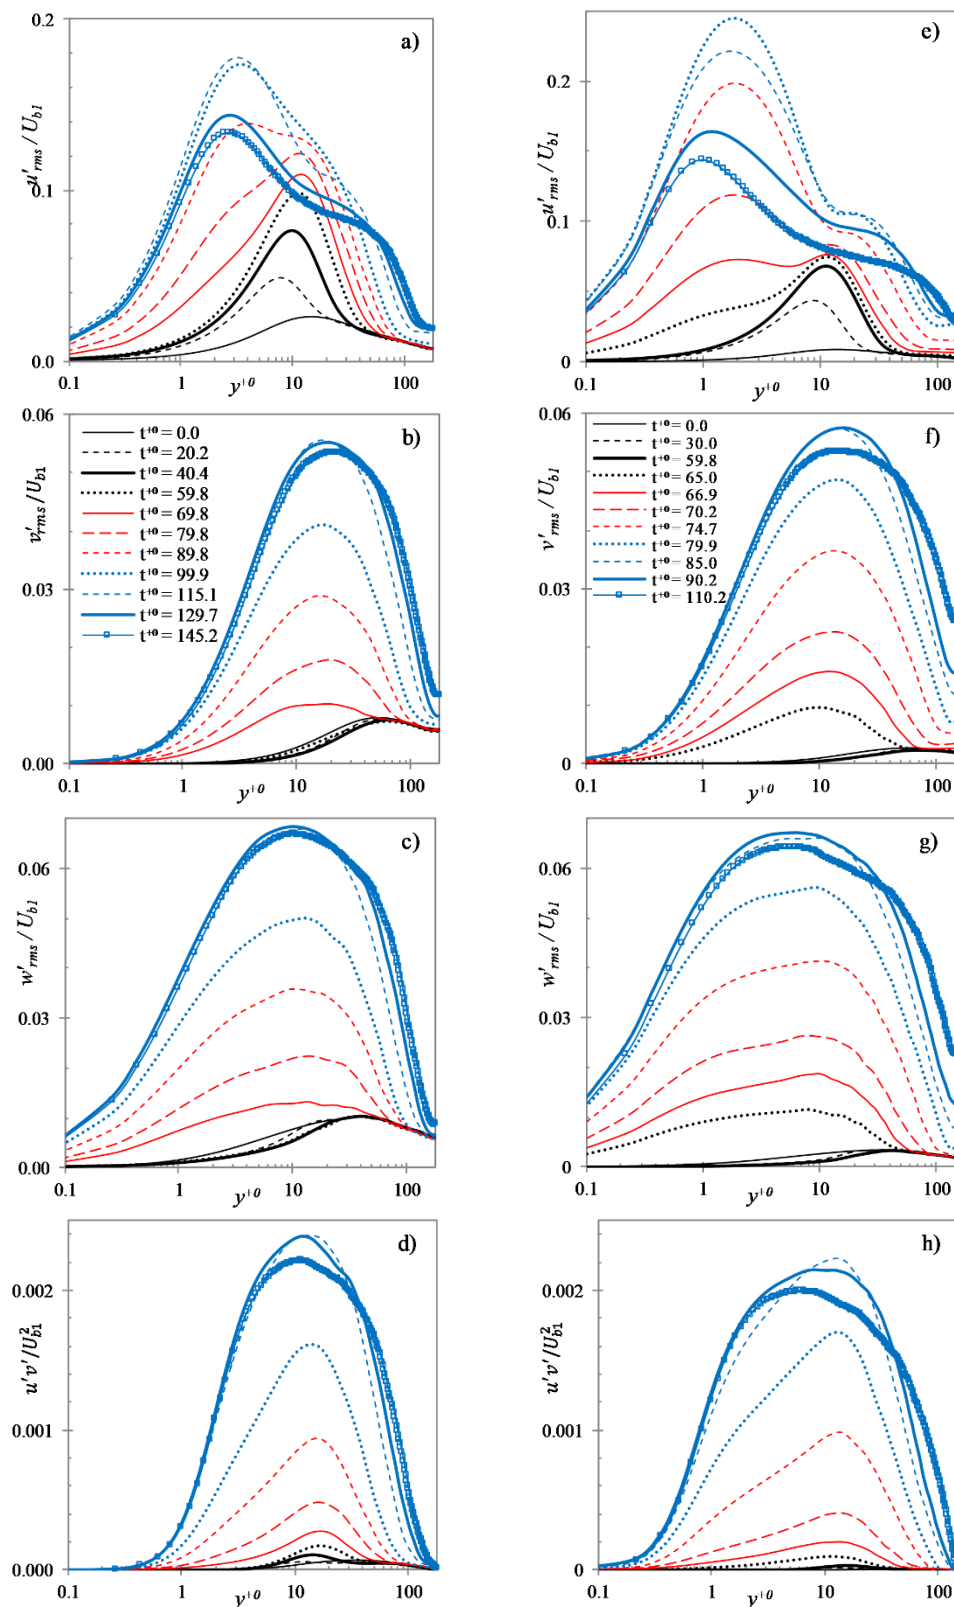 a)
0.2
0.1
0.0
u'rms / Ub1
0.1 1 10 100
y+0
e)
0.2
0.1
0
u'rms / Ub1
0.1 1 10 100
y+0
b)
0.06
0.03
0.00
v'rms / Ub1
t+0 = 0.0
t+0 = 20.2
t+0 = 40.4
t+0 = 59.8
t+0 = 69.8
t+0 = 79.8
t+0 = 89.8
t+0 = 99.9
t+0 = 115.1
t+0 = 129.7
t+0 = 145.2
0.1 1 10 100
y+0
f)
0.06
0.03
0
v'rms / Ub1
t+0 = 0.0
t+0 = 30.0
t+0 = 59.8
t+0 = 65.0
t+0 = 66.9
t+0 = 70.2
t+0 = 74.7
t+0 = 79.9
t+0 = 85.0
t+0 = 90.2
t+0 = 110.2
0.1 1 10 100
y+0
c)
0.06
0.03
0.00
w'rms / Ub1
0.1 1 10 100
y+0
g)
0.06
0.03
0
w'rms / Ub1
0.1 1 10 100
y+0
d)
0.002
0.001
0.000
u'v'/U²b1
0.1 1 10 100
y+0
h)
0.002
0.001
0
u'v'/U²b1
0.1 1 10 100
y+0